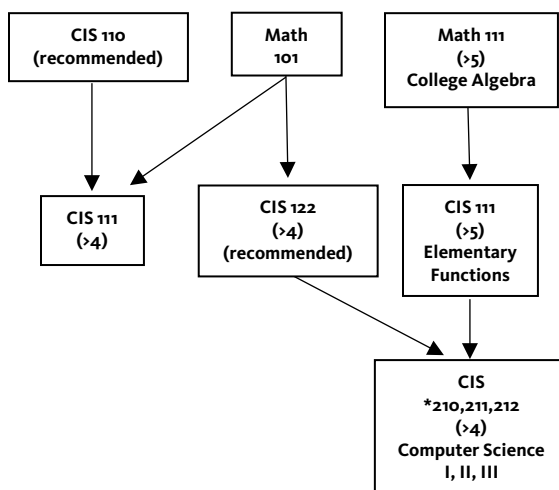 CIS 110
(recommended)
Math
101
Math 111
(>5)
College Algebra
CIS 111
(>4)
CIS 122
(>4)
(recommended)
CIS 111
(>5)
Elementary
Functions
CIS
*210,211,212
(>4)
Computer Science
I, II, III